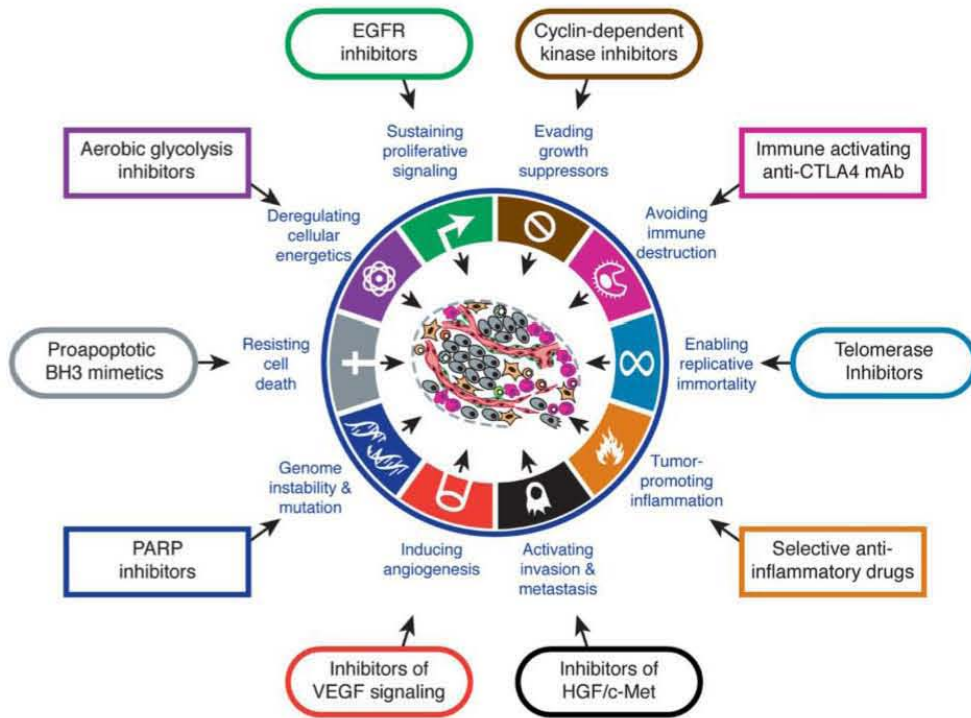 EGFR
inhibitors
Cyclin-dependent
kinase inhibitors
Sustaining
proliferative
signaling
Evading
growth
suppressors
Aerobic glycolysis
inhibitors
Immune activating
anti-CTLA4 mAb
Deregulating
cellular
energetics
Avoiding
immune
destruction
Proapoptotic
BH3 mimetics
Resisting
cell
death
Enabling
replicative
immortality
Telomerase
Inhibitors
Genome
instability &
mutation
Tumor-
promoting
inflammation
PARP
inhibitors
Inducing
angiogenesis
Activating
invasion &
metastasis
Selective anti-
inflammatory drugs
Inhibitors of
VEGF signaling
Inhibitors of
HGF/c-Met